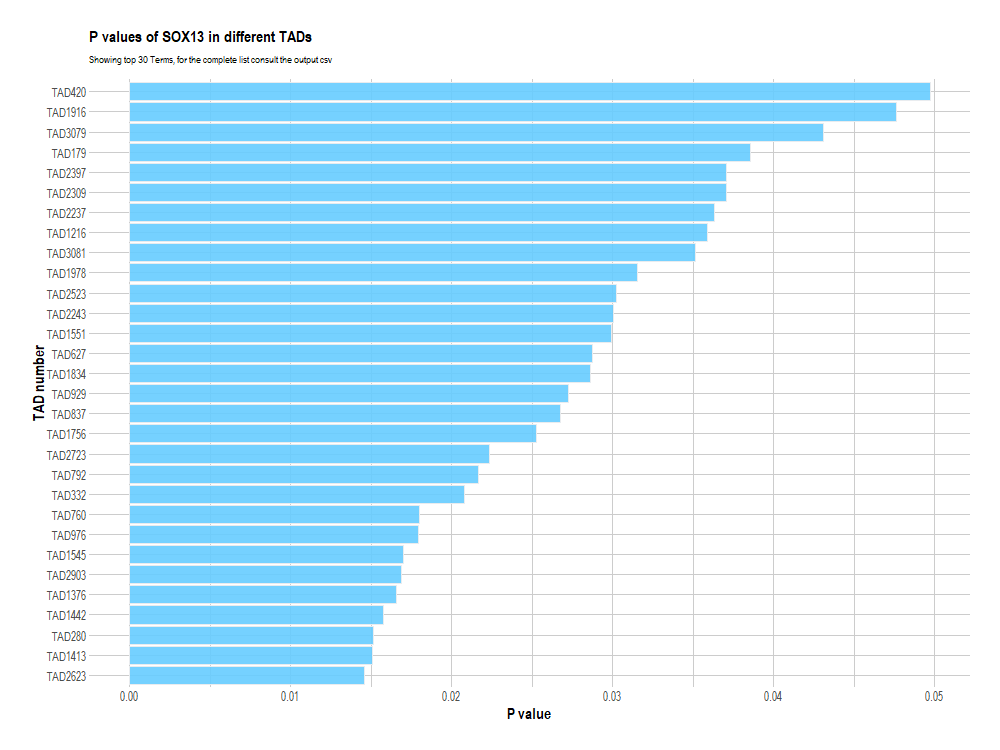 P values of SOX13 in different TADs
Showing top 30 Terms, for the complete list consult the output csv
TAD420
TAD1916
TAD3079
TAD179
TAD2397
TAD2309
TAD2237
TAD1216
TAD3081
TAD1978
TAD2523
TAD2243
TAD1551
TAD627
TAD1834
TAD929
TAD837
TAD1756
TAD2723
TAD792
TAD332
TAD760
TAD976
TAD1545
TAD2903
TAD1376
TAD1442
TAD280
TAD1413
TAD2623
TAD number
0.00 0.01 0.02 0.03 0.04 0.05
P value